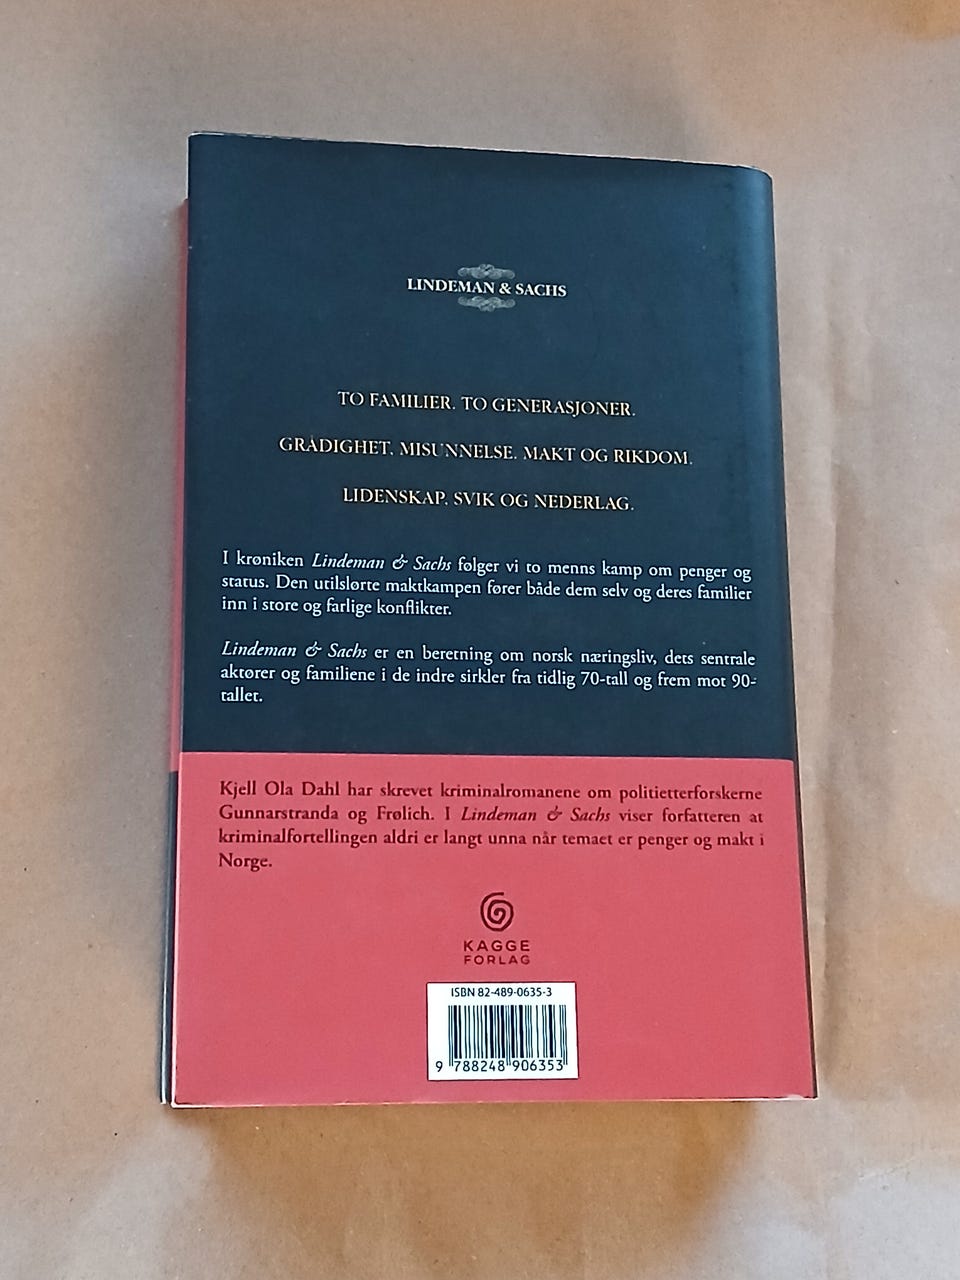 LINDEMAN & SACHS
TO FAMILIER. TO GENERASJONER.
GRÅDIGHET. MISUNNELSE. MAKT OG RIKDOM.
LIDENSKAP. SVIK OG NEDERLAG.
I krøniken Lindeman & Sachs følger vi to menns kamp om penger og
status. Den utilslørte maktkampen fører både dem selv og deres familier
inn i store og farlige konflikter.
Lindeman & Sachs er en beretning om norsk næringsliv, dets sentrale
aktører og familiene i de indre sirkler fra tidlig 70-tall og frem mot 90-
tallet.
Kjell Ola Dahl har skrevet kriminalromanene om politietterforskerne
Gunnarstranda og Frølich. I Lindeman & Sachs viser forfatteren at
kriminalfortellingen aldri er langt unna når temaet er penger og makt i
Norge.
KAGGE
FORLAG
ISBN 82-489-0635-3
9 788248 906353